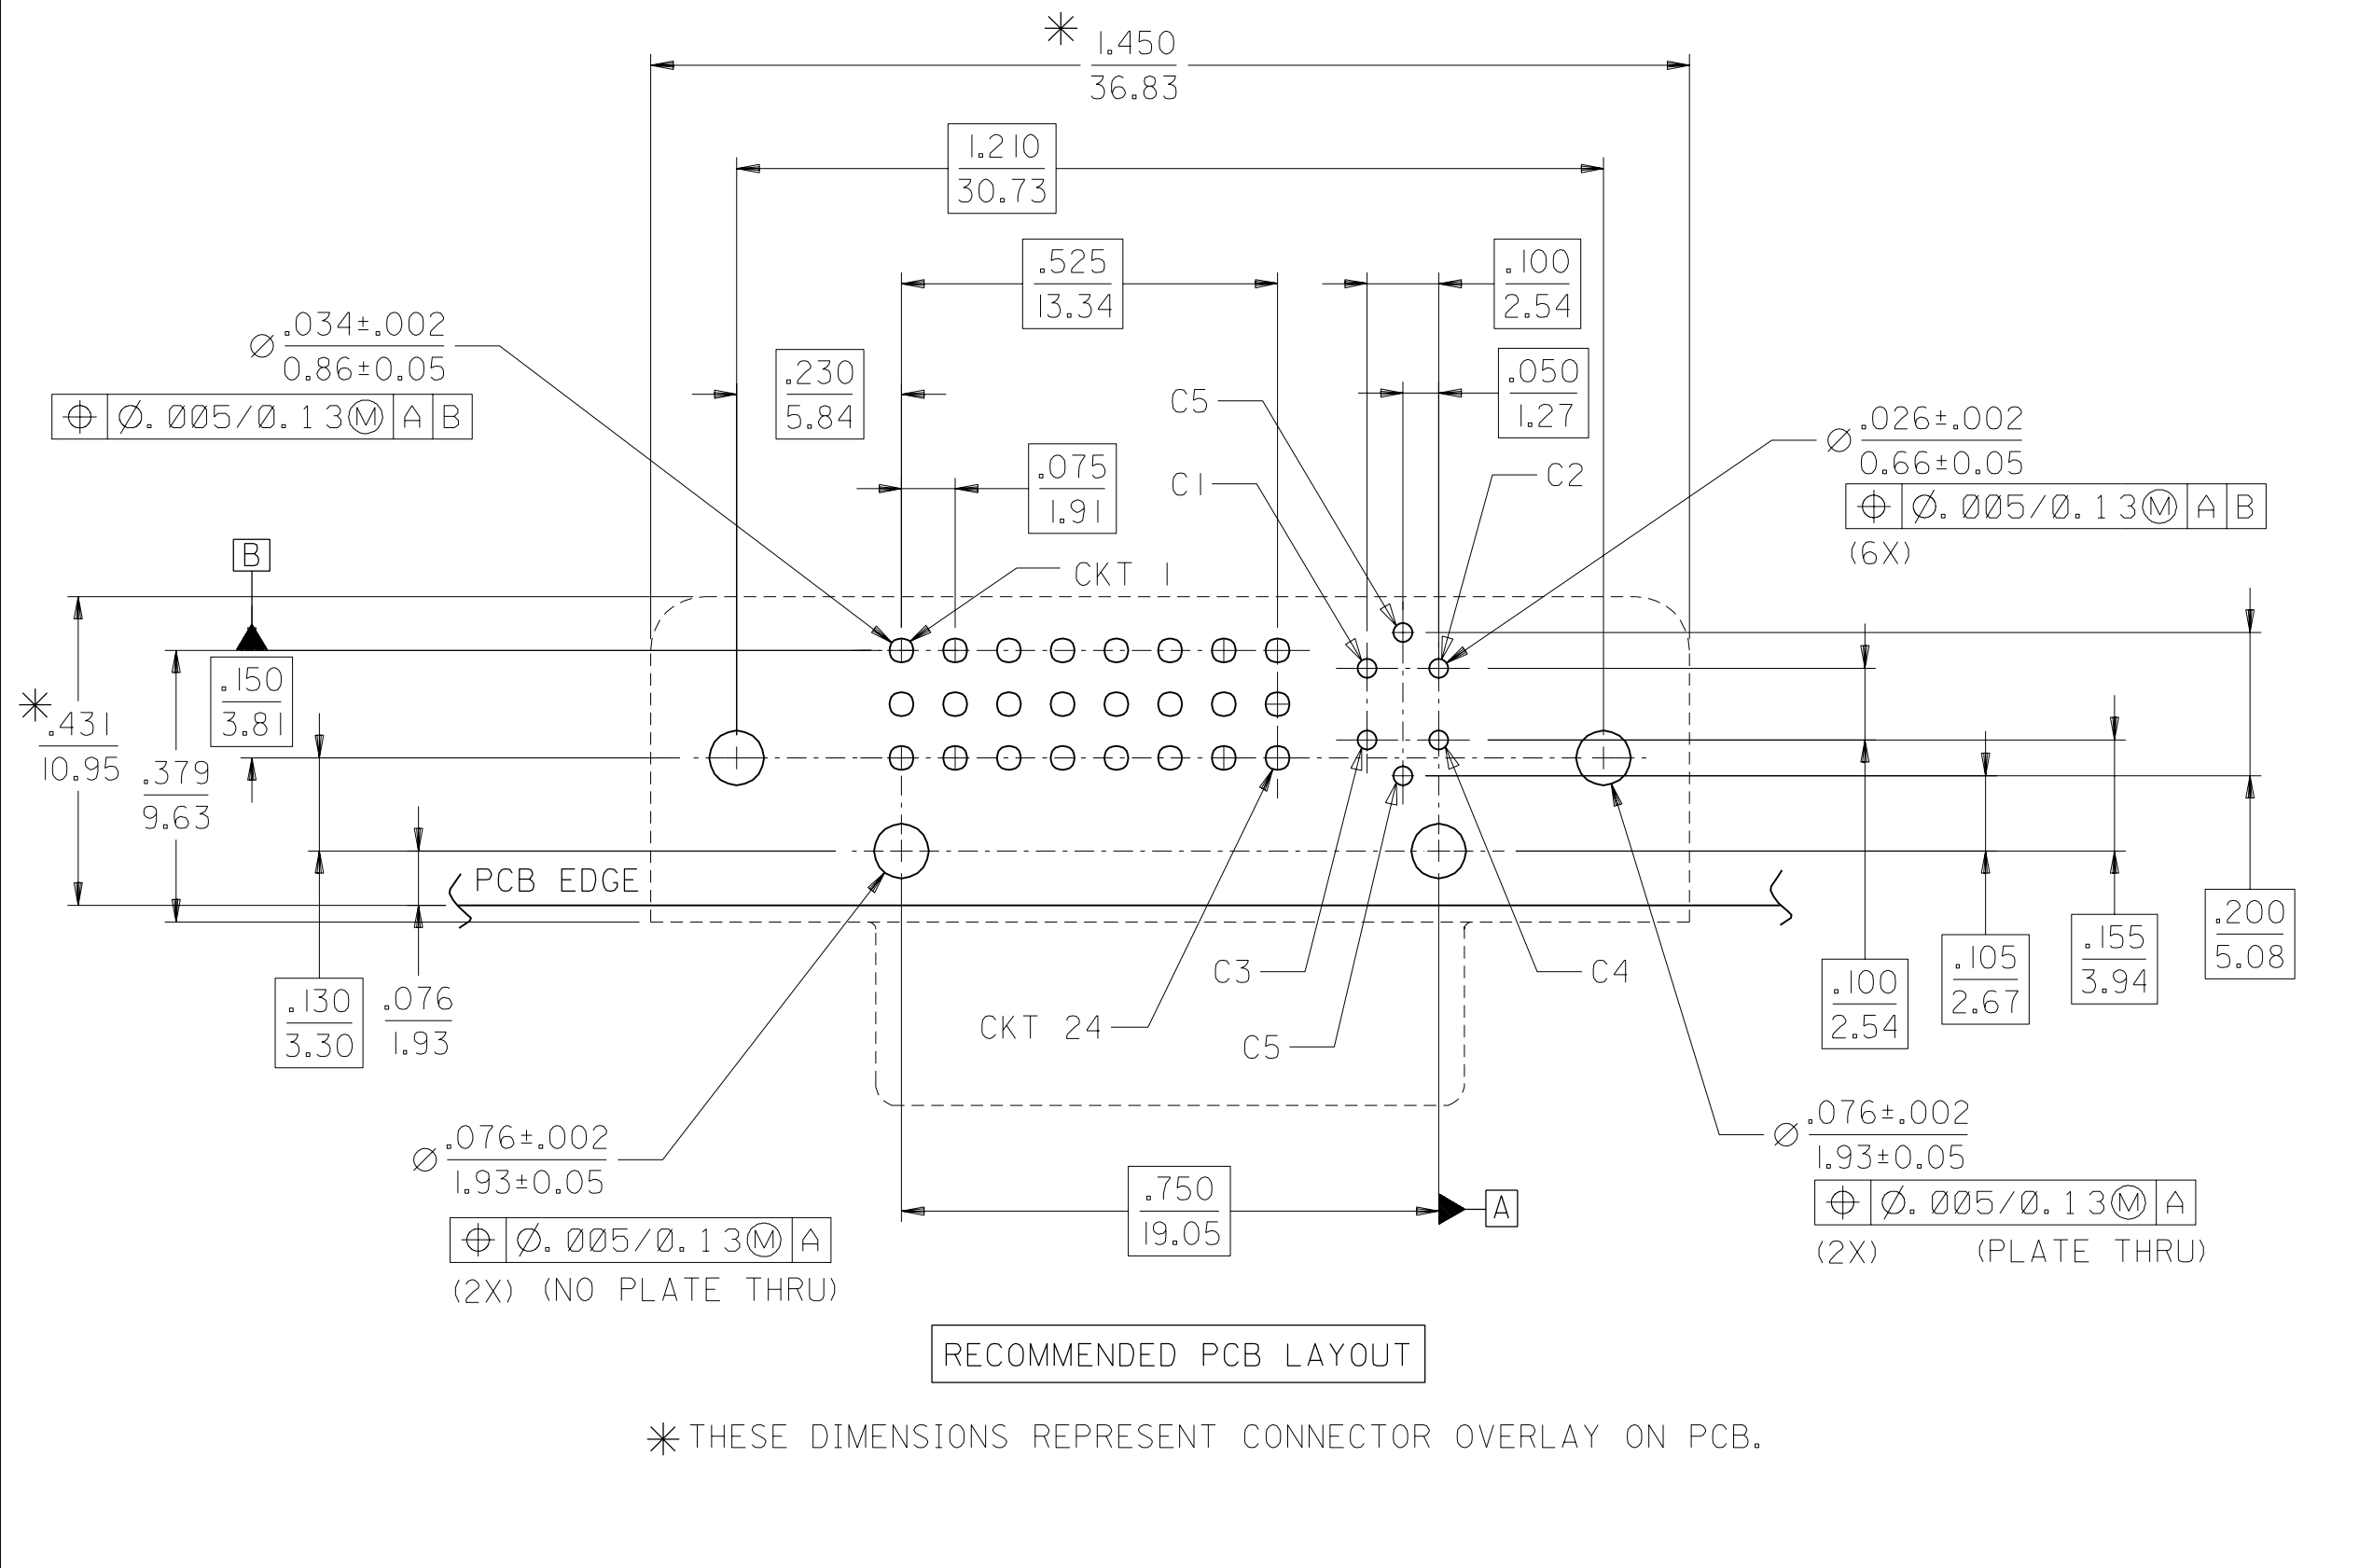 * 1.450
36.83
1.210
30.73
.525
13.34
.100
2.54
⌀ .034±.002
0.86±0.05
⌖ ⌀.005/0.13Ⓜ A B
.230
5.84
.050
1.27
C5
.075
1.91
C1
C2
⌀ .026±.002
0.66±0.05
⌖ ⌀.005/0.13Ⓜ A B
(6X)
B
CKT 1
.150
3.81
* .431
10.95
.379
9.63
PCB EDGE
.130
3.30
.076
1.93
C3
C4
CKT 24
C5
.100
2.54
.105
2.67
.155
3.94
.200
5.08
⌀ .076±.002
1.93±0.05
⌖ ⌀.005/0.13Ⓜ A
(2X) (NO PLATE THRU)
.750
19.05
A
⌀ .076±.002
1.93±0.05
⌖ ⌀.005/0.13Ⓜ A
(2X) (PLATE THRU)
RECOMMENDED PCB LAYOUT
* THESE DIMENSIONS REPRESENT CONNECTOR OVERLAY ON PCB.